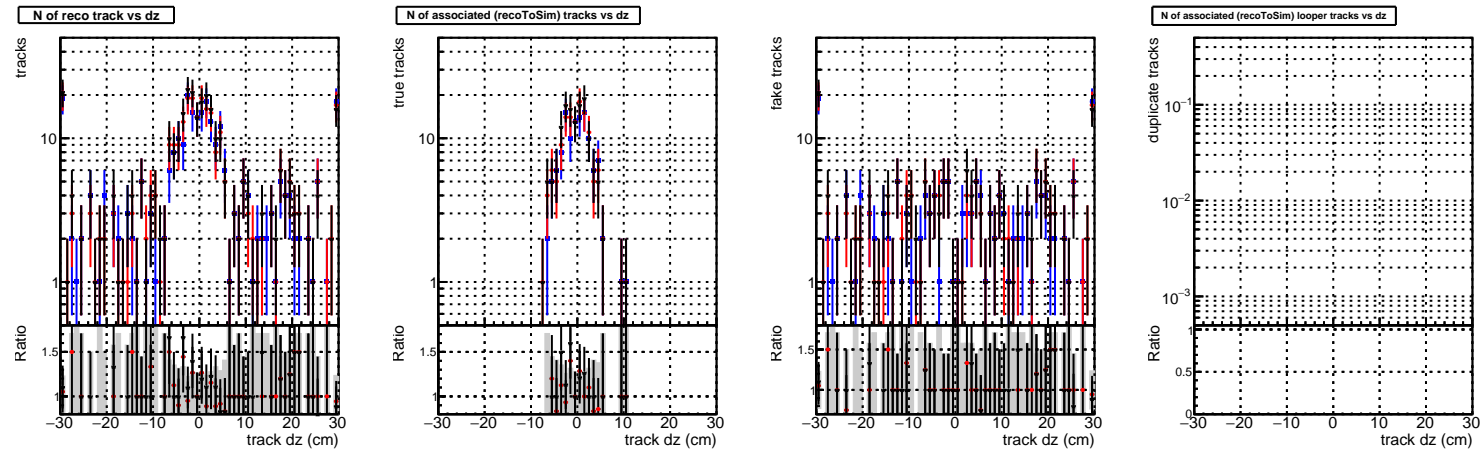 N of reco track vs dz
tracks
10
1
Ratio
1.5
1
−30 −20 −10 0 10 20 30
track dz (cm)
N of associated (recoToSim) tracks vs dz
true tracks
10
1
Ratio
1.5
1
−30 −20 −10 0 10 20 30
track dz (cm)
fake tracks
10
1
Ratio
1.5
1
−30 −20 −10 0 10 20 30
track dz (cm)
N of associated (recoToSim) looper tracks vs dz
duplicate tracks
10−1
10−2
10−3
Ratio
1
0.5
0
−30 −20 −10 0 10 20 30
track dz (cm)